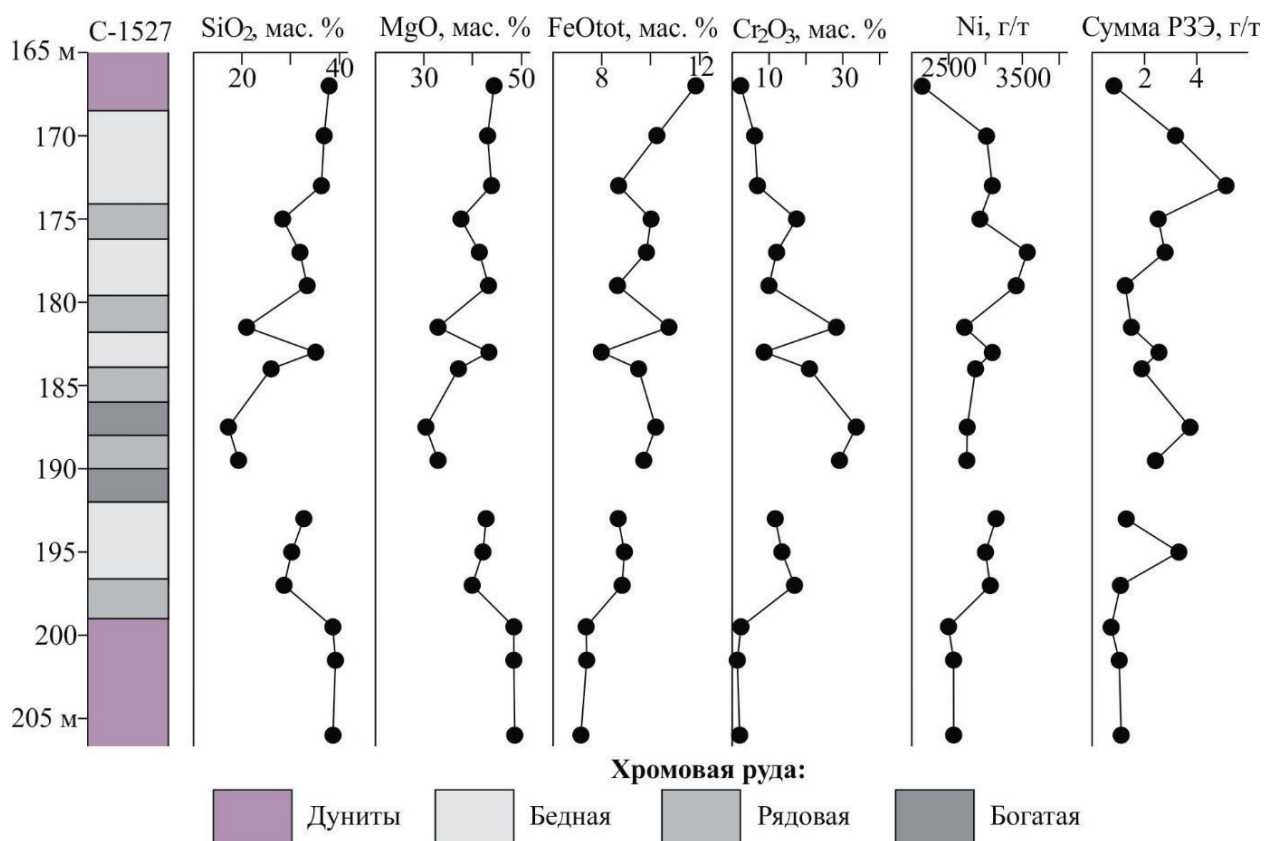 С-1527
SiO₂, мас. %
MgO, мас. %
FeOtot, мас. %
Cr₂O₃, мас. %
Ni, г/т
Сумма РЗЭ, г/т
165 м
20
40
30
50
8
12
10
30
2500
3500
2
4
170
175
180
185
190
195
200
205 м
Хромовая руда:
Дуниты
Бедная
Рядовая
Богатая